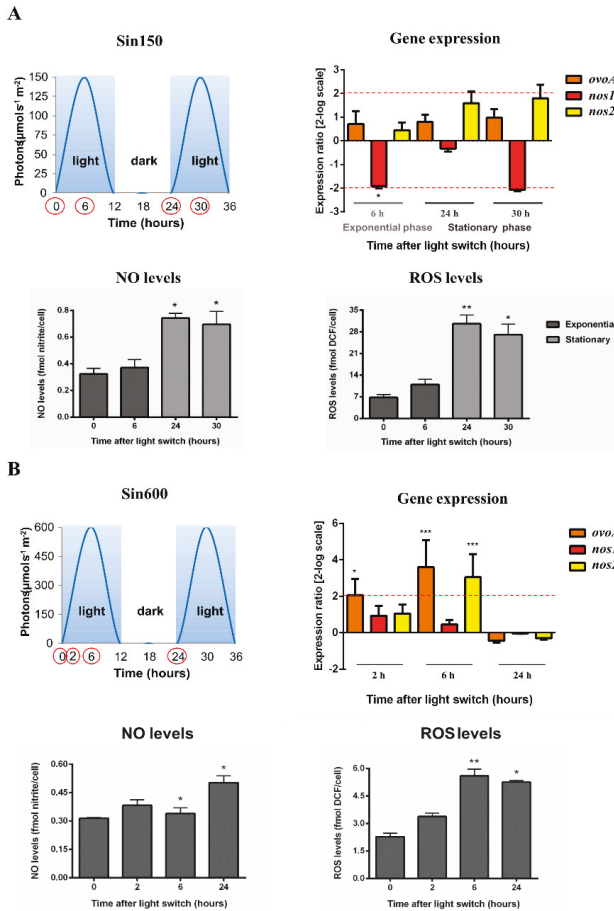 A
Sin150
Photons(μmols⁻¹ m⁻²)
150
125
100
75
50
25
0
light
dark
light
0 6 12 18 24 30 36
Time (hours)
Gene expression
Expression ratio [2-log scale]
3
2
1
0
1
-2
-3
*
6 h
24 h
30 h
Exponential phase
Stationary phase
Time after light switch (hours)
ovoA
nos1
nos2
NO levels
NO levels (fmol nitrite/cell)
0.8
0.6
0.4
0.2
0.0
* *
0 6 24 30
Time after light switch (hours)
ROS levels
ROS levels (fmol DCF/cell)
35
28
21
14
7
0
** *
0 6 24 30
Time after light switch (hours)
Exponential
Stationary
B
Sin600
Photons(μmols⁻¹ m⁻²)
600
450
300
150
0
light
dark
light
0 2 6 12 18 24 30 36
Time (hours)
Gene expression
Expression ratio [2-log scale]
6
4
2
0
-2
* *** ***
2 h
6 h
24 h
Time after light switch (hours)
ovoA
nos1
nos2
NO levels
NO levels (fmol nitrite/cell)
0.60
0.45
0.30
0.15
0.00
* *
0 2 6 24
Time after light switch (hours)
ROS levels
ROS levels (fmol DCF/cell)
6.0
4.5
3.0
1.5
0.0
** *
0 2 6 24
Time after light switch (hours)